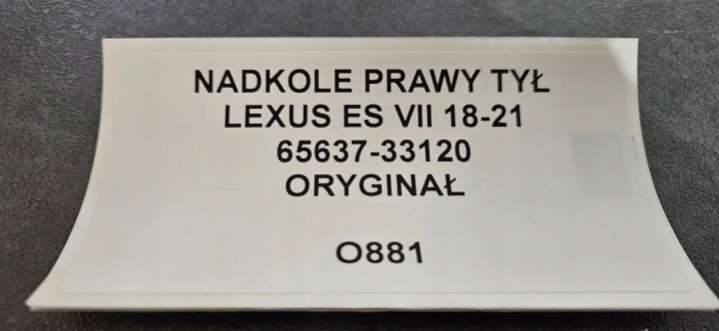 NADKOLE PRAWY TYŁ
LEXUS ES VII 18-21
65637-33120
ORYGINAŁ
O881